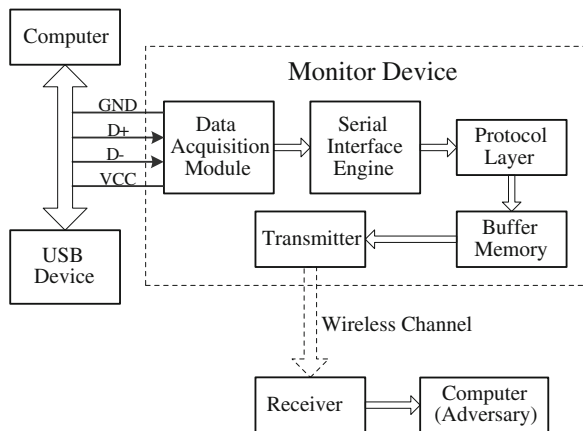 Computer
Monitor Device
GND
D+
D-
VCC
Data
Acquisition
Module
Serial
Interface
Engine
Protocol
Layer
USB
Device
Transmitter
Buffer
Memory
Wireless Channel
Receiver
Computer
(Adversary)